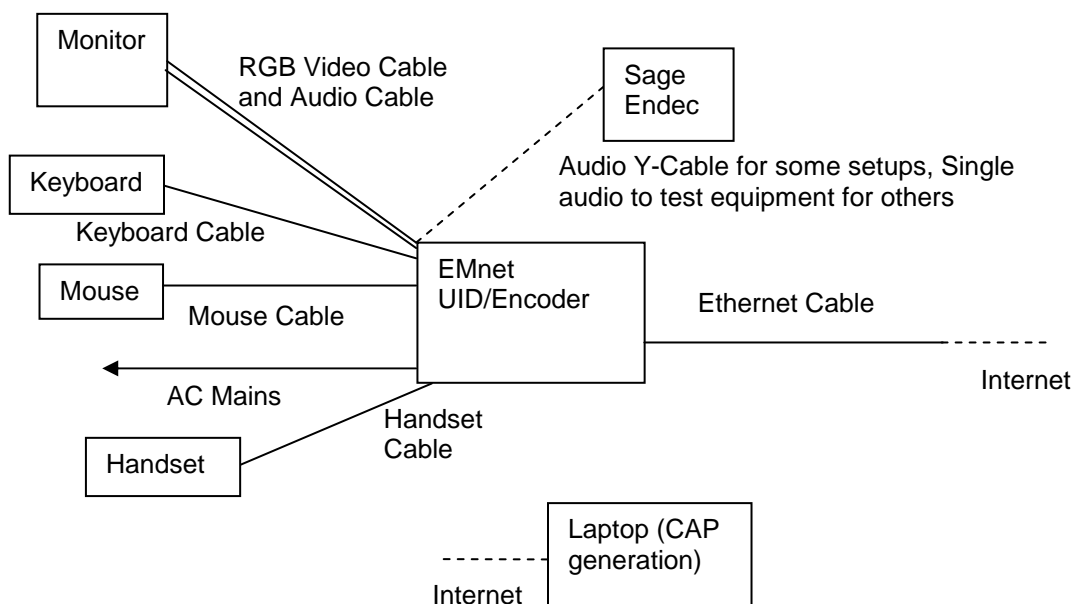 Monitor
RGB Video Cable
and Audio Cable
Sage
Endec
Audio Y-Cable for some setups, Single
audio to test equipment for others
Keyboard
Keyboard Cable
EMnet
UID/Encoder
Mouse
Mouse Cable
Ethernet Cable
Internet
AC Mains
Handset
Cable
Handset
Laptop (CAP
generation)
Internet